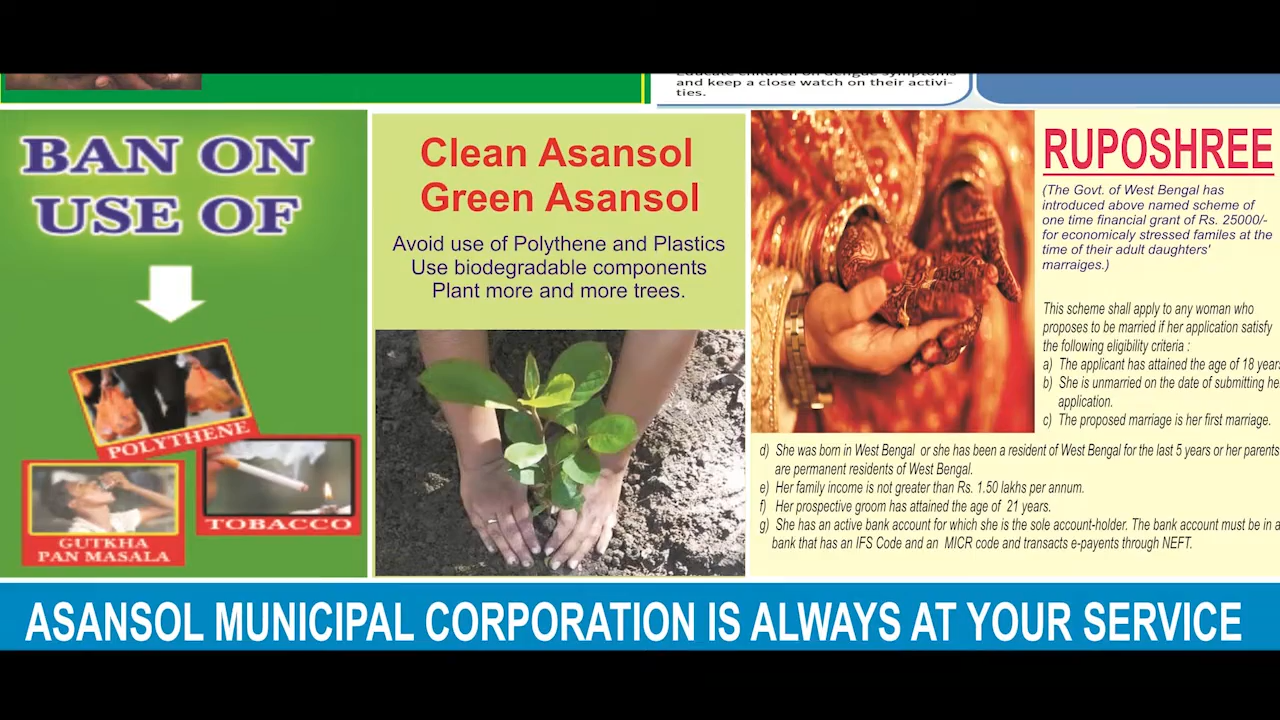 and keep a close watch on their activi-
ties.
BAN ON
USE OF
POLYTHENE
TOBACCO
GUTKHA
PAN MASALA
Clean Asansol
Green Asansol
Avoid use of Polythene and Plastics
Use biodegradable components
Plant more and more trees.
RUPOSHREE
(The Govt. of West Bengal has
introduced above named scheme of
one time financial grant of Rs. 25000/-
for economicaly stressed familes at the
time of their adult daughters'
marraiges.)
This scheme shall apply to any woman who
proposes to be married if her application satisfy
the following eligibility criteria :
a) The applicant has attained the age of 18 years
b) She is unmarried on the date of submitting he
application.
c) The proposed marriage is her first marriage.
d) She was born in West Bengal or she has been a resident of West Bengal for the last 5 years or her parents
are permanent residents of West Bengal.
e) Her family income is not greater than Rs. 1.50 lakhs per annum.
f) Her prospective groom has attained the age of 21 years.
g) She has an active bank account for which she is the sole account-holder. The bank account must be in a
bank that has an IFS Code and an MICR code and transacts e-payents through NEFT.
ASANSOL MUNICIPAL CORPORATION IS ALWAYS AT YOUR SERVICE